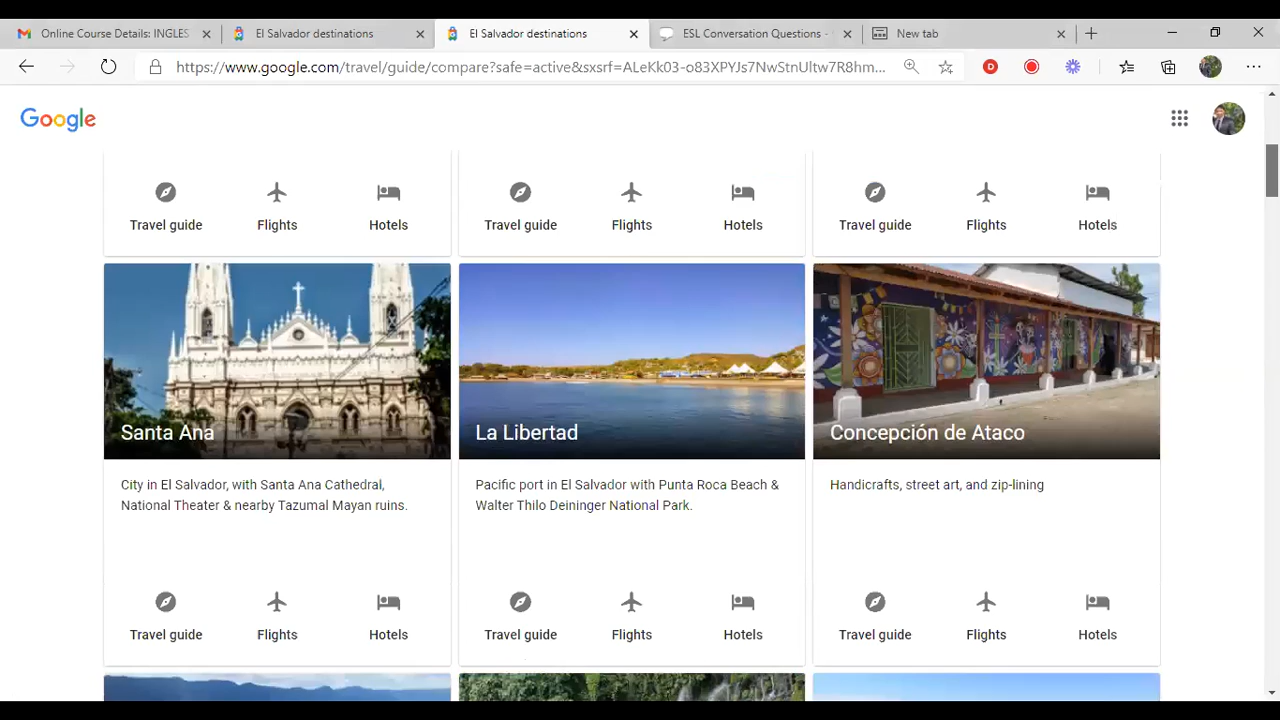 Online Course Details: INGLES
El Salvador destinations
El Salvador destinations
ESL Conversation Questions -
New tab
https://www.google.com/travel/guide/compare?safe=active&sxsrf=ALeKk03-o83XPYJs7NwStnUltw7R8hm...
Google
Travel guide Flights Hotels
Travel guide Flights Hotels
Travel guide Flights Hotels
Santa Ana
City in El Salvador, with Santa Ana Cathedral,
National Theater & nearby Tazumal Mayan ruins.
Travel guide Flights Hotels
La Libertad
Pacific port in El Salvador with Punta Roca Beach &
Walter Thilo Deininger National Park.
Travel guide Flights Hotels
Concepción de Ataco
Handicrafts, street art, and zip-lining
Travel guide Flights Hotels